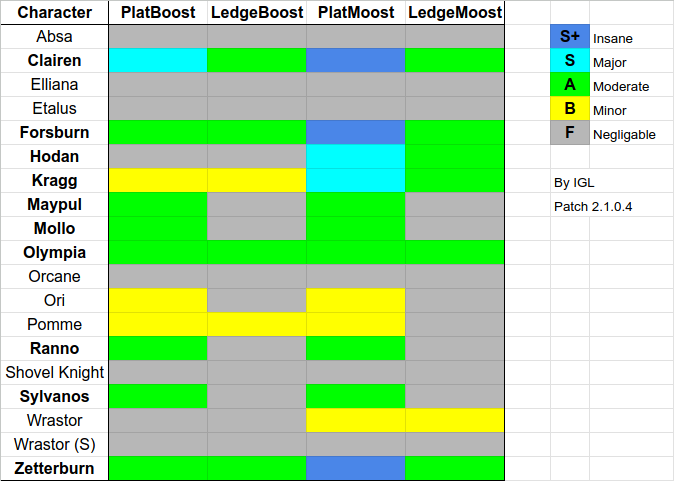 Character PlatBoost LedgeBoost PlatMoost LedgeMoost
Absa S+ Insane
Clairen S Major
Elliana A Moderate
Etalus B Minor
Forsburn F Negligable
Hodan
Kragg By IGL
Maypul Patch 2.1.0.4
Mollo
Olympia
Orcane
Ori
Pomme
Ranno
Shovel Knight
Sylvanos
Wrastor
Wrastor (S)
Zetterburn